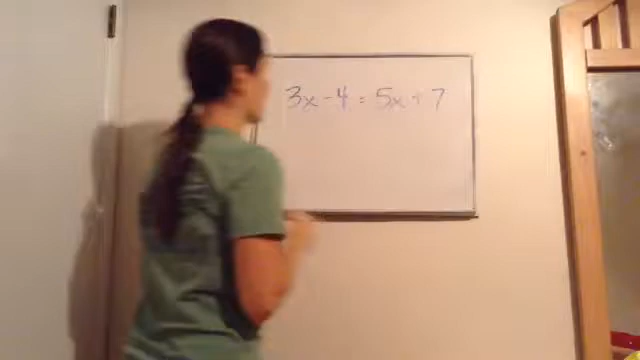 3x - 4 = 5x + 7